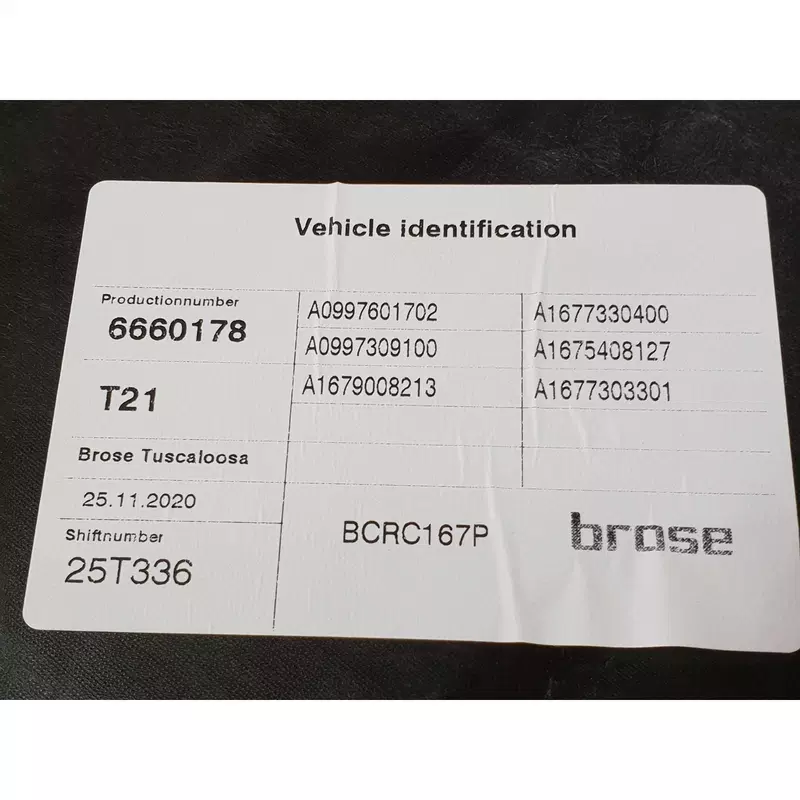 Vehicle identification
Productionnumber
6660178
T21
Brose Tuscaloosa
25.11.2020
Shiftnumber
25T336
A0997601702
A0997309100
A1679008213
A1677330400
A1675408127
A1677303301
BCRC167P
brose